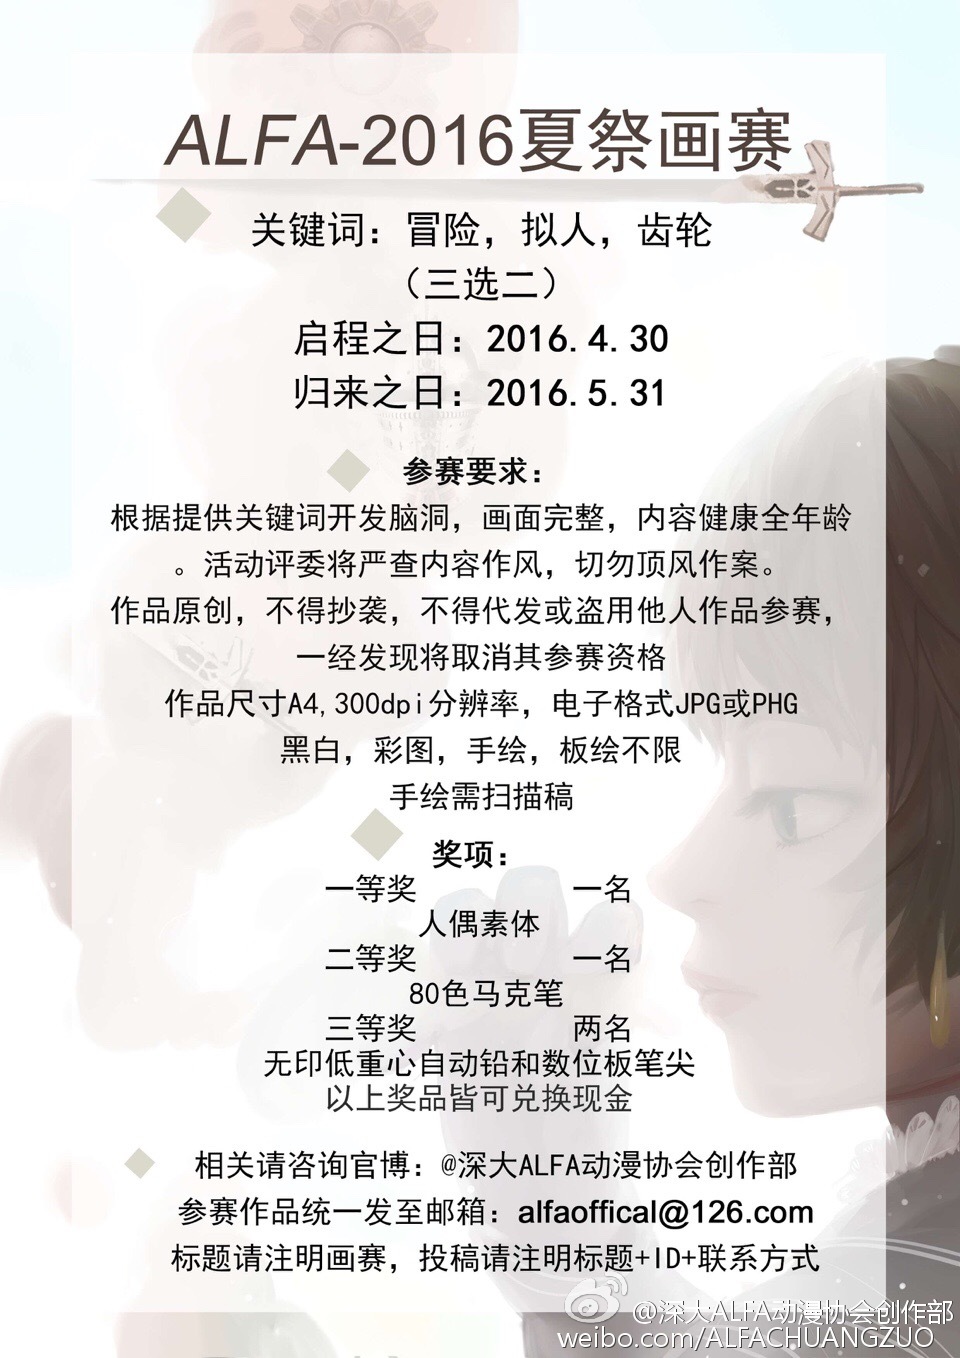 ALFA-2016夏祭画赛
关键词：冒险，拟人，齿轮
（三选二）
启程之日：2016.4.30
归来之日：2016.5.31
参赛要求：
根据提供关键词开发脑洞，画面完整，内容健康全年龄
。活动评委将严查内容作风，切勿顶风作案。
作品原创，不得抄袭，不得代发或盗用他人作品参赛，
一经发现将取消其参赛资格
作品尺寸A4,300dpi分辨率，电子格式JPG或PHG
黑白，彩图，手绘，板绘不限
手绘需扫描稿
奖项：
一等奖 一名
人偶素体
二等奖 一名
80色马克笔
三等奖 两名
无印低重心自动铅和数位板笔尖
以上奖品皆可兑换现金
相关请咨询官博：@深大ALFA动漫协会创作部
参赛作品统一发至邮箱：alfaoffical@126.com
标题请注明画赛，投稿请注明标题+ID+联系方式
@深大ALFA动漫协会创作部
weibo.com/ALFACHUANGZUO